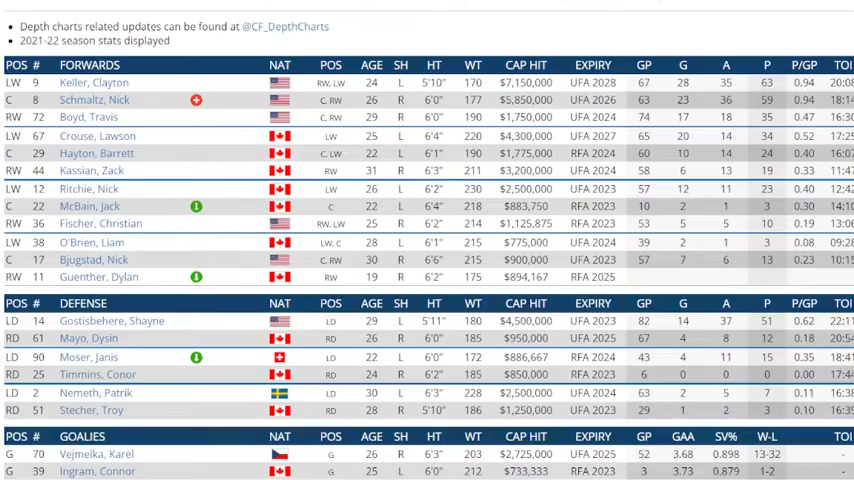 Depth charts related updates can be found at @CF_DepthCharts
2021-22 season stats displayed
POS # FORWARDS NAT POS AGE SH HT WT CAP HIT EXPIRY GP G A P P/GP TOI
LW 9 Keller, Clayton RW, LW 24 L 5'10" 170 $7,150,000 UFA 2028 67 28 35 63 0.94 20:08
C 8 Schmaltz, Nick C, RW 26 R 6'0" 177 $5,850,000 UFA 2026 63 23 36 59 0.94 18:14
RW 72 Boyd, Travis C, RW 29 R 6'0" 190 $1,750,000 UFA 2024 74 17 18 35 0.47 16:30
LW 67 Crouse, Lawson LW 25 L 6'4" 220 $4,300,000 UFA 2027 65 20 14 34 0.52 17:25
C 29 Hayton, Barrett C, LW 22 L 6'1" 190 $1,775,000 RFA 2024 60 10 14 24 0.40 16:07
RW 44 Kassian, Zack RW 31 R 6'3" 211 $3,200,000 UFA 2024 58 6 13 19 0.33 11:47
LW 12 Ritchie, Nick LW 26 L 6'2" 230 $2,500,000 UFA 2023 57 12 11 23 0.40 12:42
C 22 McBain, Jack C 22 L 6'4" 218 $883,750 RFA 2023 10 2 1 3 0.30 14:10
RW 36 Fischer, Christian RW, LW 25 R 6'2" 214 $1,125,875 RFA 2023 53 5 5 10 0.19 13:06
LW 38 O'Brien, Liam LW, C 28 L 6'1" 215 $775,000 UFA 2024 39 2 1 3 0.08 09:28
C 17 Bjugstad, Nick C, RW 30 R 6'6" 215 $900,000 UFA 2023 57 7 6 13 0.23 10:15
RW 11 Guenther, Dylan RW 19 R 6'2" 175 $894,167 RFA 2025
POS # DEFENSE NAT POS AGE SH HT WT CAP HIT EXPIRY GP G A P P/GP TOI
LD 14 Gostisbehere, Shayne LD 29 L 5'11" 180 $4,500,000 UFA 2023 82 14 37 51 0.62 22:11
RD 61 Mayo, Dysin RD 26 R 6'0" 185 $950,000 UFA 2025 67 4 8 12 0.18 20:54
LD 90 Moser, Janis LD 22 L 6'0" 172 $886,667 RFA 2024 43 4 11 15 0.35 18:41
RD 25 Timmins, Conor RD 24 R 6'2" 185 $850,000 RFA 2023 6 0 0 0 0.00 17:44
LD 2 Nemeth, Patrik LD 30 L 6'3" 228 $2,500,000 UFA 2024 63 2 5 7 0.11 16:38
RD 51 Stecher, Troy RD 28 R 5'10" 186 $1,250,000 UFA 2023 29 1 2 3 0.10 16:39
POS # GOALIES NAT POS AGE SH HT WT CAP HIT EXPIRY GP GAA SV% W-L TOI
G 70 Vejmelka, Karel G 26 R 6'3" 203 $2,725,000 UFA 2025 52 3.68 0.898 13-32 -
G 39 Ingram, Connor G 25 L 6'0" 212 $733,333 RFA 2023 3 3.73 0.879 1-2 -